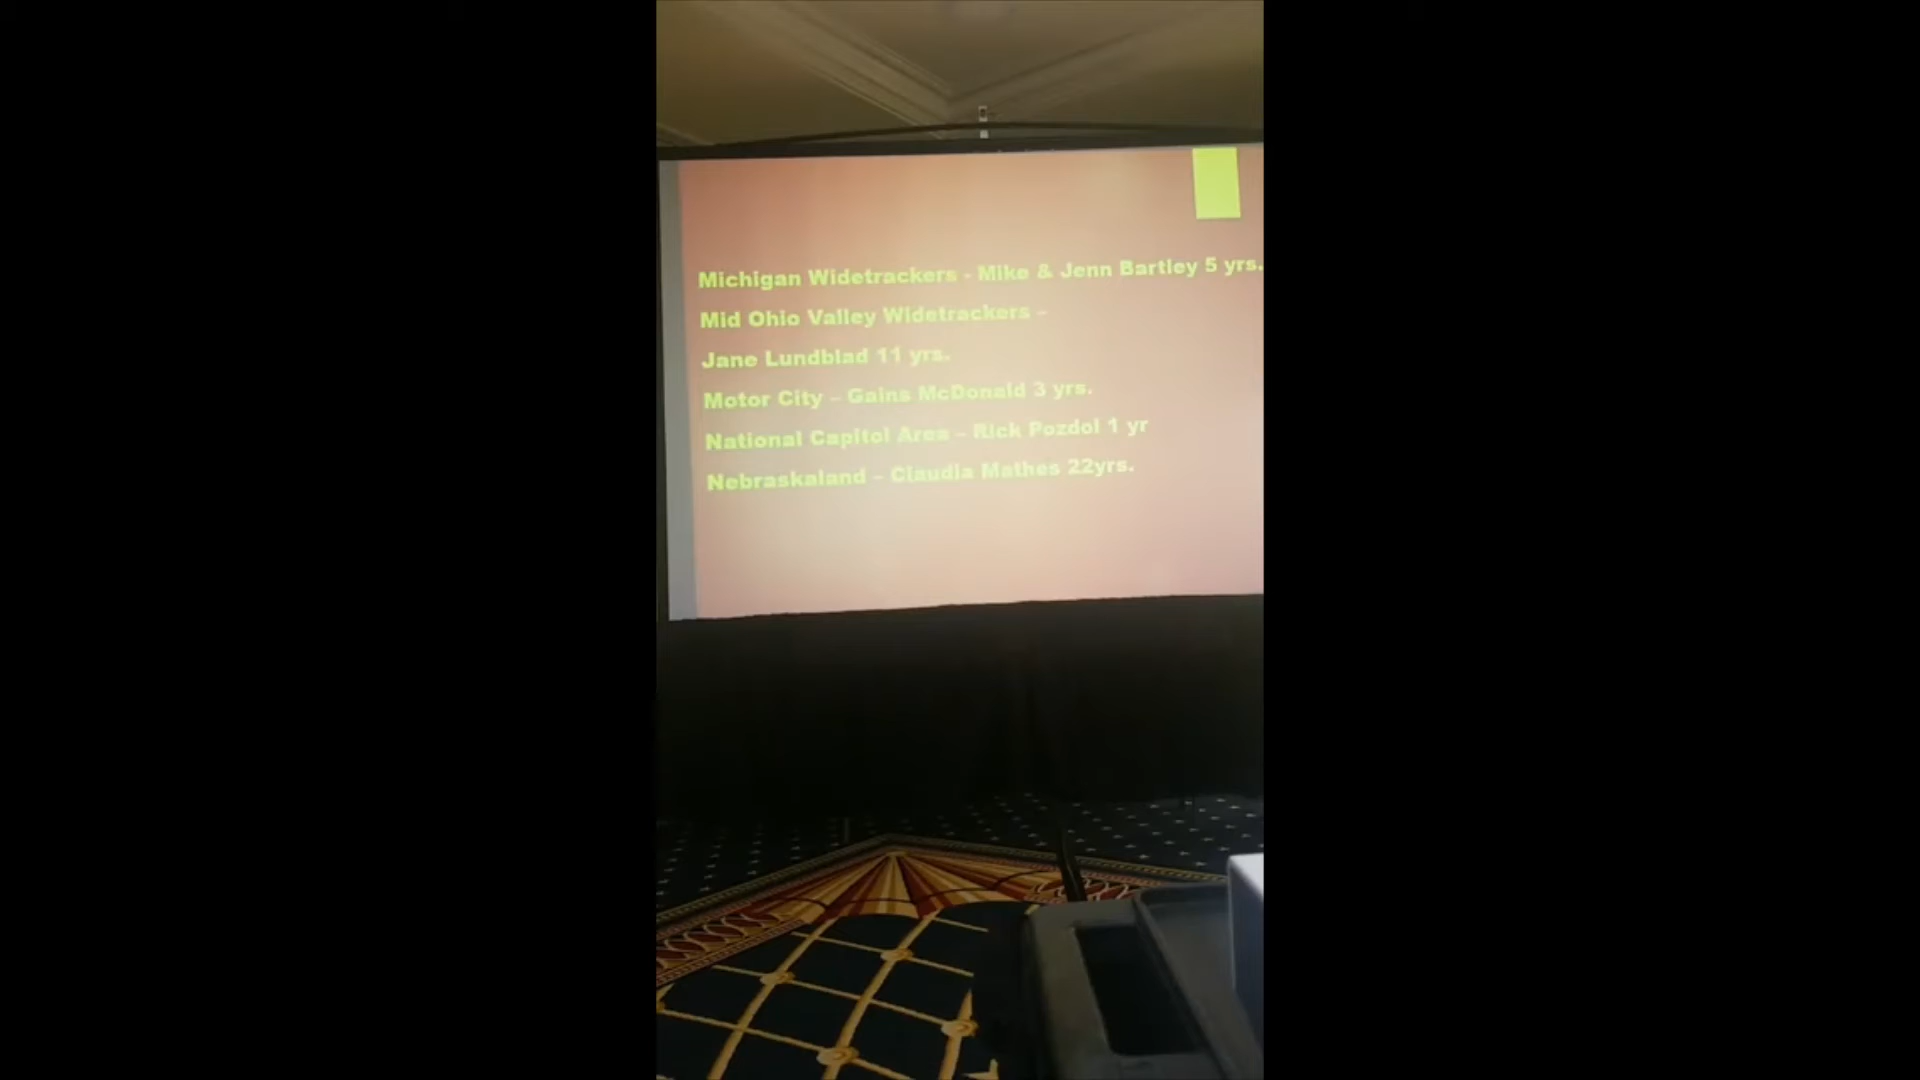 Michigan Widetrackers - Mike & Jenn Bartley 5 yrs.
Mid Ohio Valley Widetrackers –
Jane Lundblad 11 yrs.
Motor City – Gains McDonald 3 yrs.
National Capitol Area – Rick Pozdol 1 yr
Nebraskaland – Claudia Mathes 22yrs.